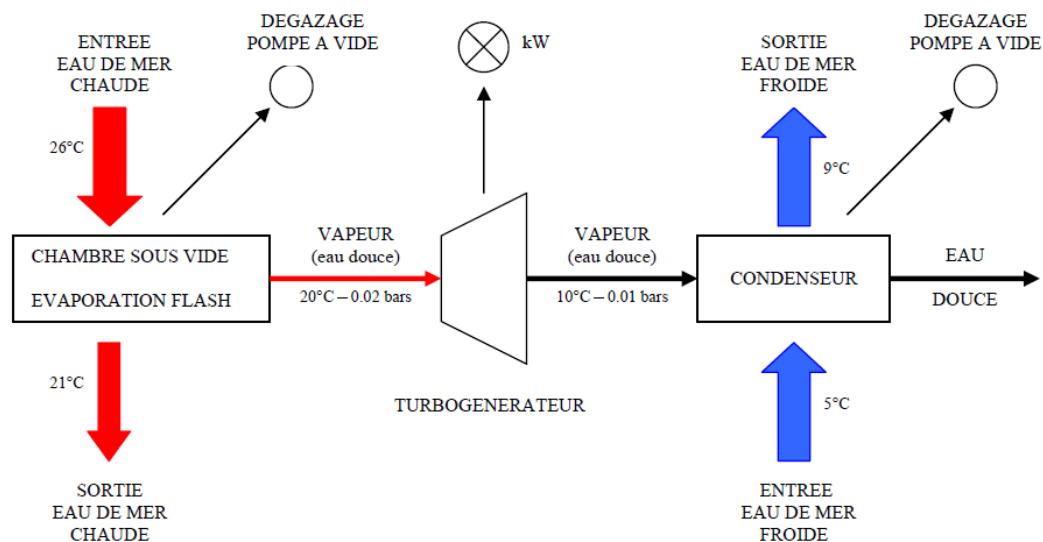 ENTREE
EAU DE MER
CHAUDE
DEGAZAGE
POMPE A VIDE
kW
SORTIE
EAU DE MER
FROIDE
DEGAZAGE
POMPE A VIDE
26°C
9°C
CHAMBRE SOUS VIDE
EVAPORATION FLASH
VAPEUR
(eau douce)
20°C – 0.02 bars
VAPEUR
(eau douce)
10°C – 0.01 bars
CONDENSEUR
EAU
DOUCE
21°C
TURBOGENERATEUR
5°C
SORTIE
EAU DE MER
CHAUDE
ENTREE
EAU DE MER
FROIDE